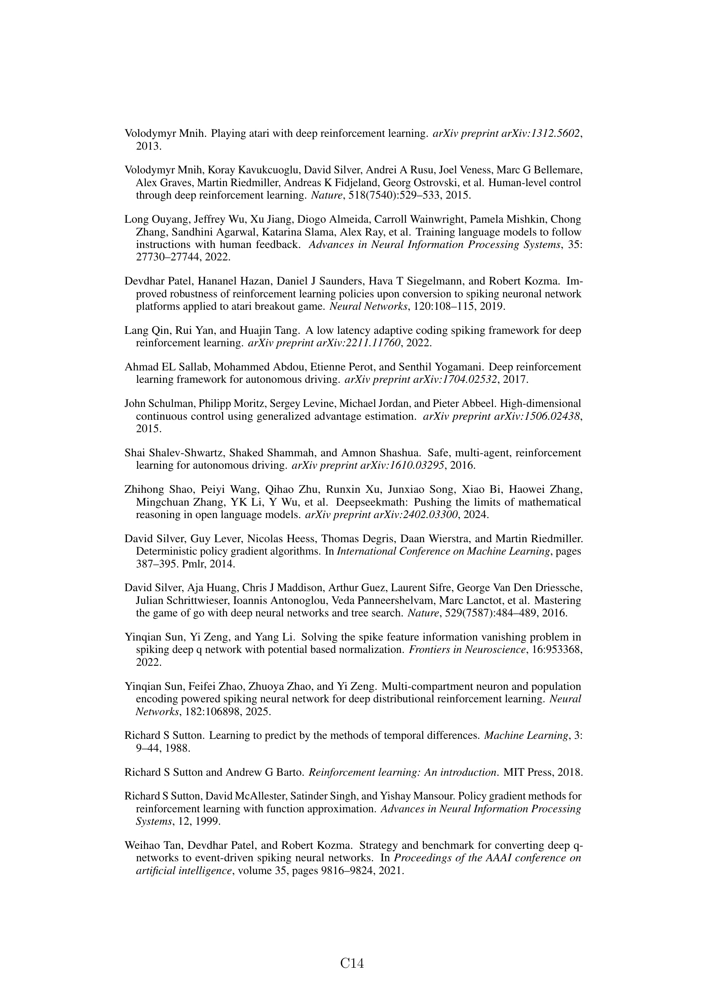 Volodymyr Mnih. Playing atari with deep reinforcement learning. arXiv preprint arXiv:1312.5602,
2013.
Volodymyr Mnih, Koray Kavukcuoglu, David Silver, Andrei A Rusu, Joel Veness, Marc G Bellemare,
Alex Graves, Martin Riedmiller, Andreas K Fidjeland, Georg Ostrovski, et al. Human-level control
through deep reinforcement learning. Nature, 518(7540):529–533, 2015.
Long Ouyang, Jeffrey Wu, Xu Jiang, Diogo Almeida, Carroll Wainwright, Pamela Mishkin, Chong
Zhang, Sandhini Agarwal, Katarina Slama, Alex Ray, et al. Training language models to follow
instructions with human feedback. Advances in Neural Information Processing Systems, 35:
27730–27744, 2022.
Devdhar Patel, Hananel Hazan, Daniel J Saunders, Hava T Siegelmann, and Robert Kozma. Im-
proved robustness of reinforcement learning policies upon conversion to spiking neuronal network
platforms applied to atari breakout game. Neural Networks, 120:108–115, 2019.
Lang Qin, Rui Yan, and Huajin Tang. A low latency adaptive coding spiking framework for deep
reinforcement learning. arXiv preprint arXiv:2211.11760, 2022.
Ahmad EL Sallab, Mohammed Abdou, Etienne Perot, and Senthil Yogamani. Deep reinforcement
learning framework for autonomous driving. arXiv preprint arXiv:1704.02532, 2017.
John Schulman, Philipp Moritz, Sergey Levine, Michael Jordan, and Pieter Abbeel. High-dimensional
continuous control using generalized advantage estimation. arXiv preprint arXiv:1506.02438,
2015.
Shai Shalev-Shwartz, Shaked Shammah, and Amnon Shashua. Safe, multi-agent, reinforcement
learning for autonomous driving. arXiv preprint arXiv:1610.03295, 2016.
Zhihong Shao, Peiyi Wang, Qihao Zhu, Runxin Xu, Junxiao Song, Xiao Bi, Haowei Zhang,
Mingchuan Zhang, YK Li, Y Wu, et al. Deepseekmath: Pushing the limits of mathematical
reasoning in open language models. arXiv preprint arXiv:2402.03300, 2024.
David Silver, Guy Lever, Nicolas Heess, Thomas Degris, Daan Wierstra, and Martin Riedmiller.
Deterministic policy gradient algorithms. In International Conference on Machine Learning, pages
387–395. Pmlr, 2014.
David Silver, Aja Huang, Chris J Maddison, Arthur Guez, Laurent Sifre, George Van Den Driessche,
Julian Schrittwieser, Ioannis Antonoglou, Veda Panneershelvam, Marc Lanctot, et al. Mastering
the game of go with deep neural networks and tree search. Nature, 529(7587):484–489, 2016.
Yinqian Sun, Yi Zeng, and Yang Li. Solving the spike feature information vanishing problem in
spiking deep q network with potential based normalization. Frontiers in Neuroscience, 16:953368,
2022.
Yinqian Sun, Feifei Zhao, Zhuoya Zhao, and Yi Zeng. Multi-compartment neuron and population
encoding powered spiking neural network for deep distributional reinforcement learning. Neural
Networks, 182:106898, 2025.
Richard S Sutton. Learning to predict by the methods of temporal differences. Machine Learning, 3:
9–44, 1988.
Richard S Sutton and Andrew G Barto. Reinforcement learning: An introduction. MIT Press, 2018.
Richard S Sutton, David McAllester, Satinder Singh, and Yishay Mansour. Policy gradient methods for
reinforcement learning with function approximation. Advances in Neural Information Processing
Systems, 12, 1999.
Weihao Tan, Devdhar Patel, and Robert Kozma. Strategy and benchmark for converting deep q-
networks to event-driven spiking neural networks. In Proceedings of the AAAI conference on
artificial intelligence, volume 35, pages 9816–9824, 2021.
C14